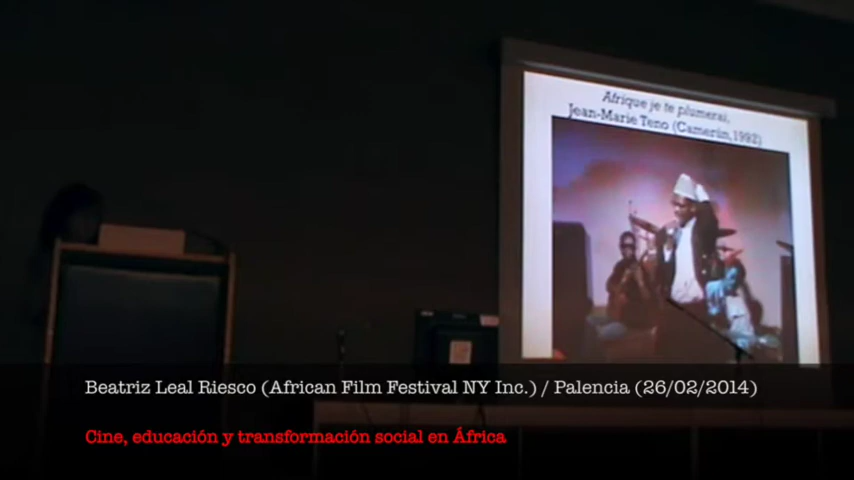 Afrique je te plumerai,
Jean-Marie Teno (Camerún,1992)
Beatriz Leal Riesco (African Film Festival NY Inc.) / Palencia (26/02/2014)
Cine, educación y transformación social en África